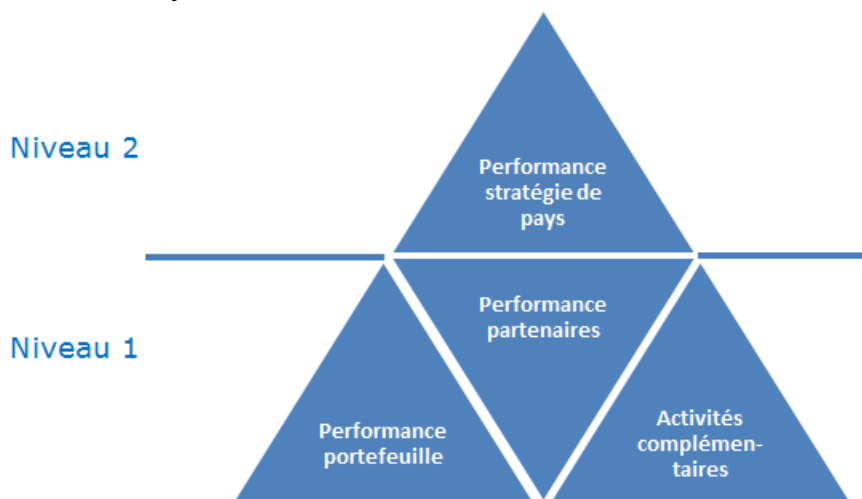 Niveau 2
Performance
stratégie de
pays
Performance
partenaires
Niveau 1
Performance
portefeuille
Activités
complémen-
taires